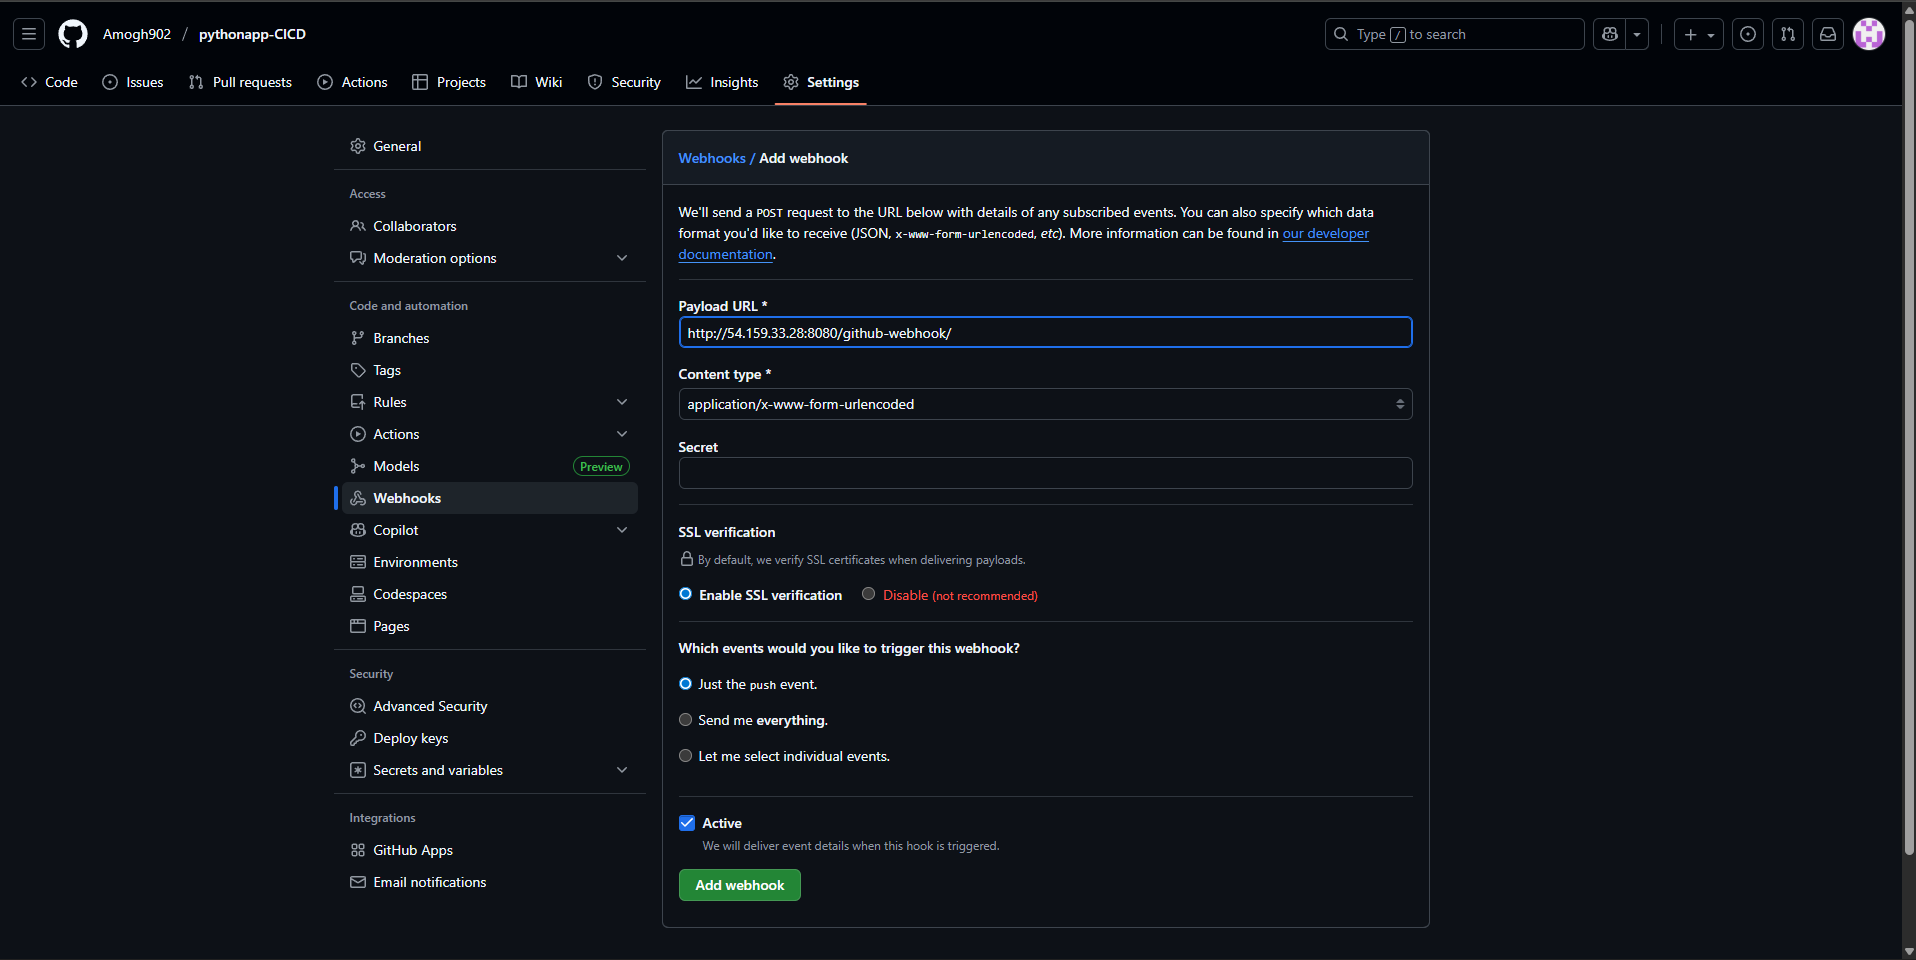 Amogh902 / pythonapp-CICD
Type / to search
Code Issues Pull requests Actions Projects Wiki Security Insights Settings
General
Access
Collaborators
Moderation options
Code and automation
Branches
Tags
Rules
Actions
Models Preview
Webhooks
Copilot
Environments
Codespaces
Pages
Security
Advanced Security
Deploy keys
Secrets and variables
Integrations
GitHub Apps
Email notifications
Webhooks / Add webhook
We'll send a POST request to the URL below with details of any subscribed events. You can also specify which data
format you'd like to receive (JSON, x-www-form-urlencoded, etc). More information can be found in our developer
documentation.
Payload URL *
http://54.159.33.28:8080/github-webhook/
Content type *
application/x-www-form-urlencoded
Secret
SSL verification
By default, we verify SSL certificates when delivering payloads.
Enable SSL verification Disable (not recommended)
Which events would you like to trigger this webhook?
Just the push event.
Send me everything.
Let me select individual events.
Active
We will deliver event details when this hook is triggered.
Add webhook